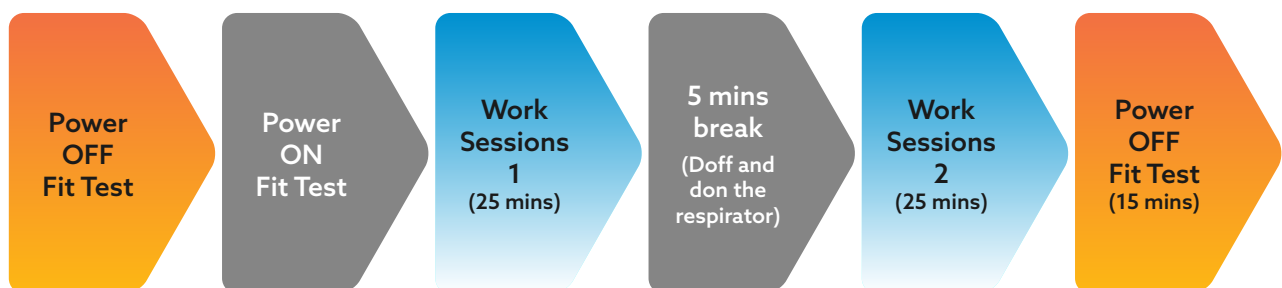 Power
OFF
Fit Test
Power
ON
Fit Test
Work
Sessions
1
(25 mins)
5 mins
break
(Doff and
don the
respirator)
Work
Sessions
2
(25 mins)
Power
OFF
Fit Test
(15 mins)